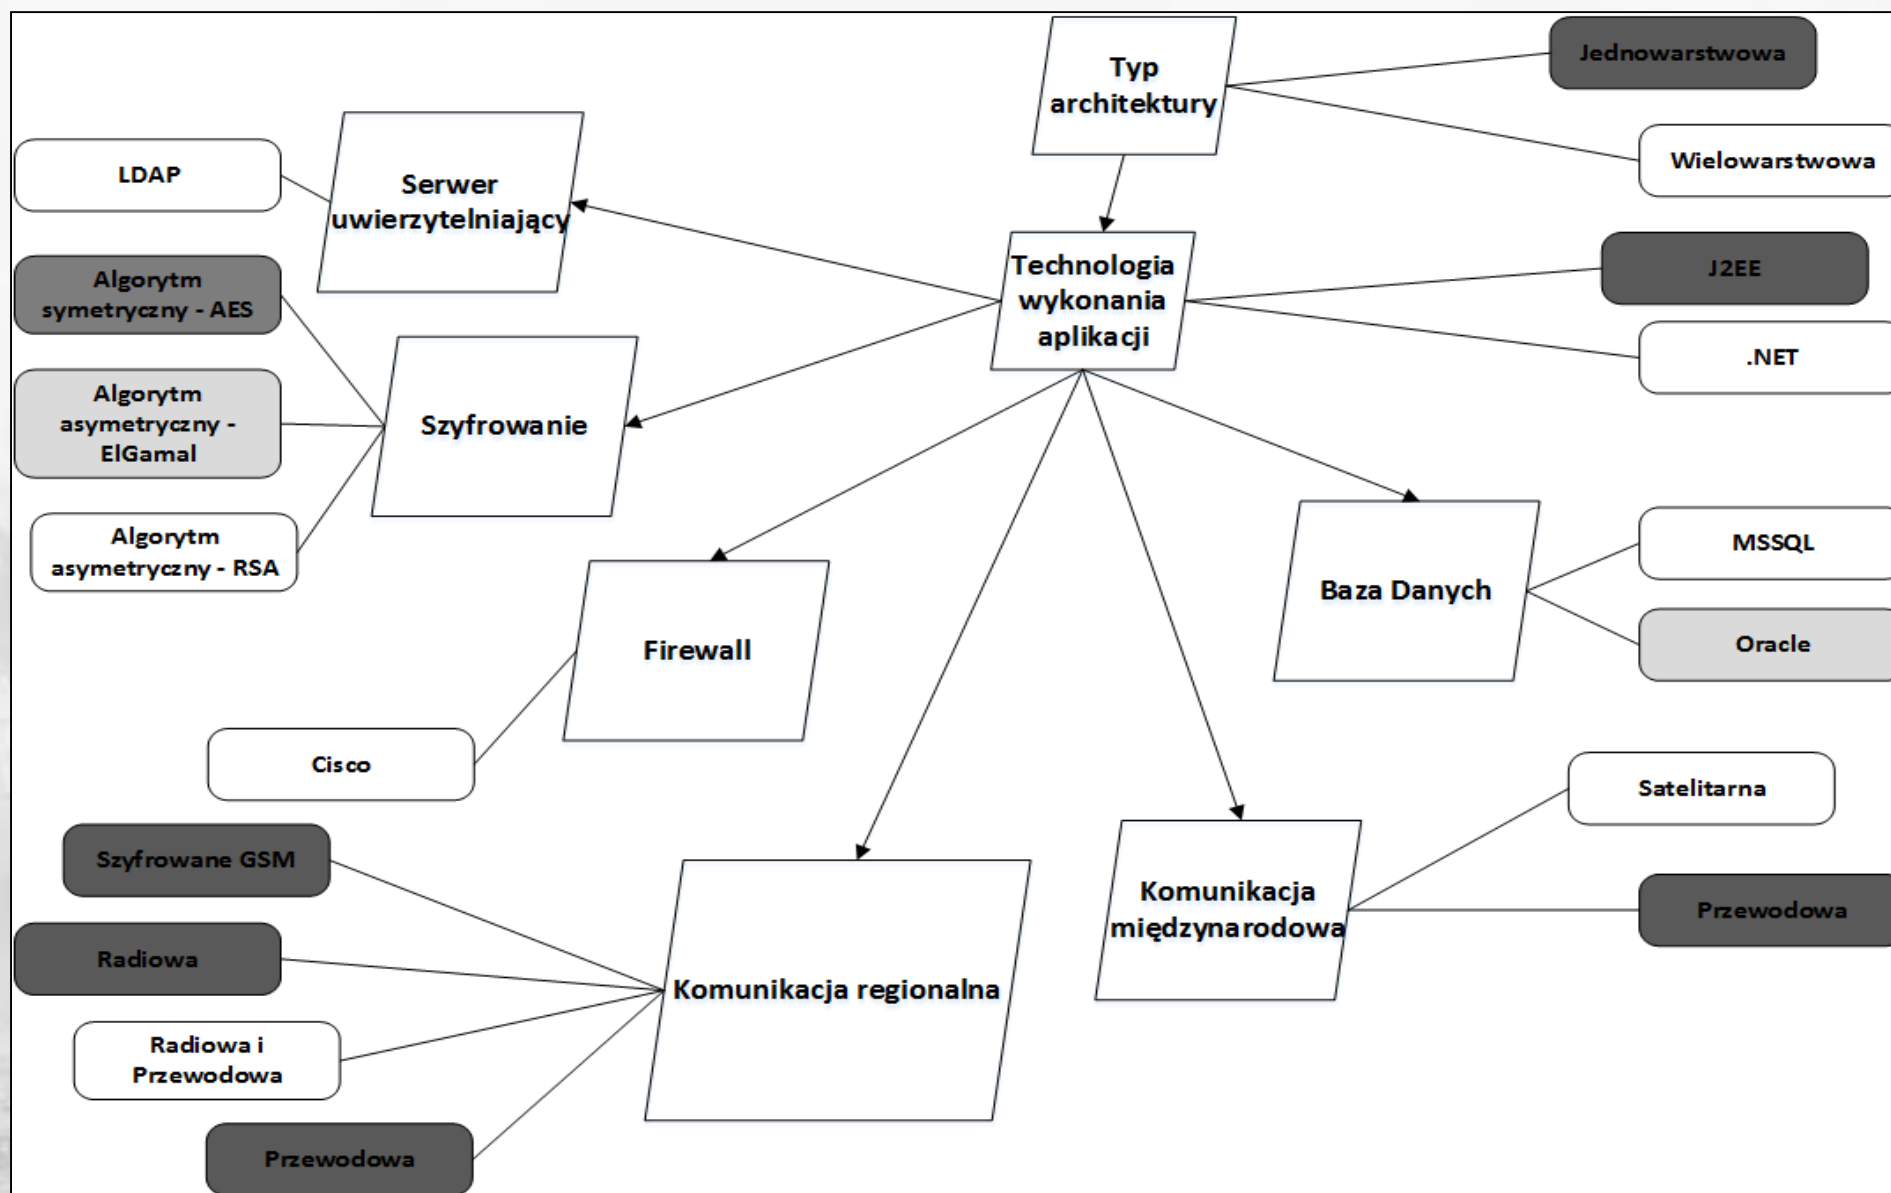 Typ
architektury
Jednowarstwowa
Wielowarstwowa
LDAP
Serwer
uwierzytelniający
Technologia
wykonania
aplikacji
J2EE
.NET
Algorytm
symetryczny - AES
Algorytm
asymetryczny -
ElGamal
Algorytm
asymetryczny - RSA
Szyfrowanie
Firewall
Cisco
Baza Danych
MSSQL
Oracle
Satelitarna
Komunikacja
międzynarodowa
Przewodowa
Szyfrowane GSM
Radiowa
Radiowa i
Przewodowa
Przewodowa
Komunikacja regionalna